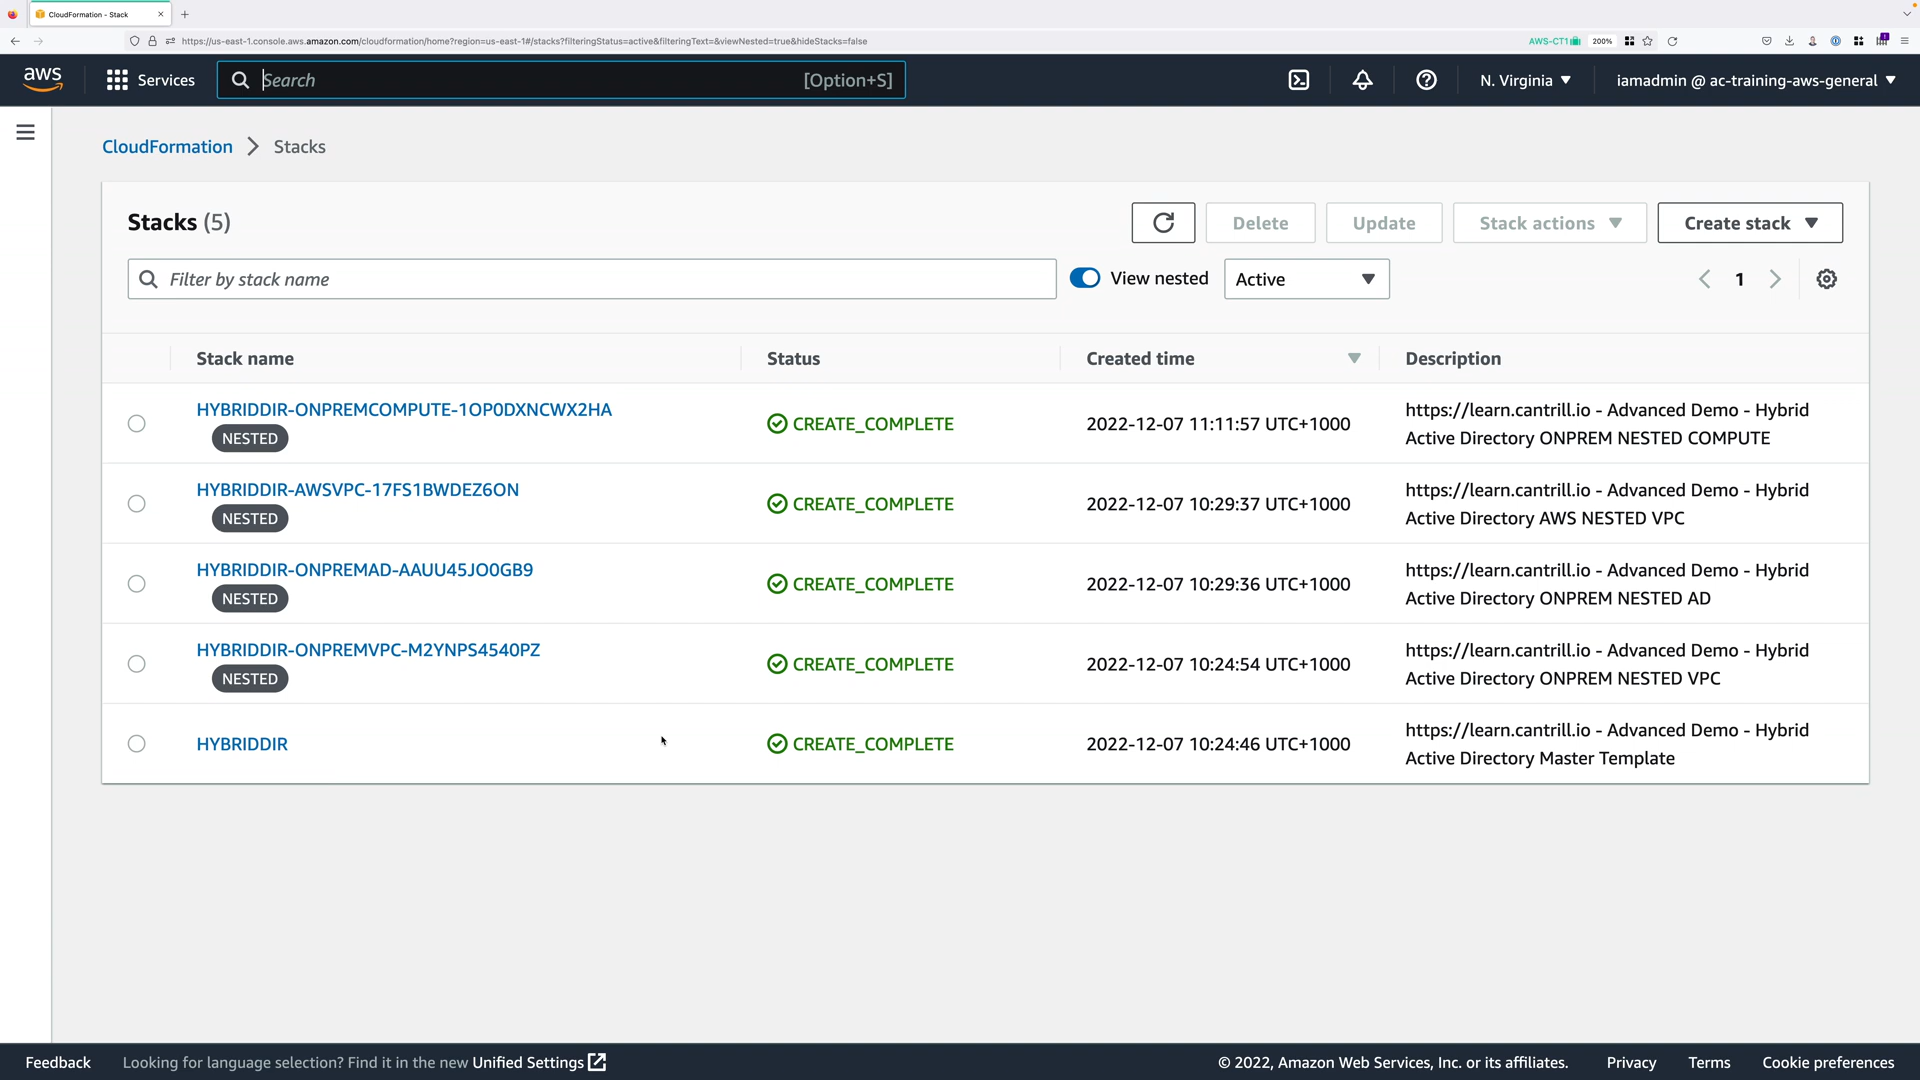 CloudFormation - Stack
https://us-east-1.console.aws.amazon.com/cloudformation/home?region=us-east-1#/stacks?filteringStatus=active&filteringText=&viewNested=true&hideStacks=false
AWS-CT1
200%
aws
Services
Search
[Option+S]
N. Virginia
iamadmin @ ac-training-aws-general
CloudFormation
Stacks
Stacks (5)
Delete
Update
Stack actions
Create stack
Filter by stack name
View nested
Active
1
Stack name
Status
Created time
Description
HYBRIDDIR-ONPREMCOMPUTE-1OP0DXNCWX2HA
NESTED
CREATE_COMPLETE
2022-12-07 11:11:57 UTC+1000
https://learn.cantrill.io - Advanced Demo - Hybrid
Active Directory ONPREM NESTED COMPUTE
HYBRIDDIR-AWSVPC-17FS1BWDEZ6ON
NESTED
CREATE_COMPLETE
2022-12-07 10:29:37 UTC+1000
https://learn.cantrill.io - Advanced Demo - Hybrid
Active Directory AWS NESTED VPC
HYBRIDDIR-ONPREMAD-AAUU45JO0GB9
NESTED
CREATE_COMPLETE
2022-12-07 10:29:36 UTC+1000
https://learn.cantrill.io - Advanced Demo - Hybrid
Active Directory ONPREM NESTED AD
HYBRIDDIR-ONPREMVPC-M2YNPS4540PZ
NESTED
CREATE_COMPLETE
2022-12-07 10:24:54 UTC+1000
https://learn.cantrill.io - Advanced Demo - Hybrid
Active Directory ONPREM NESTED VPC
HYBRIDDIR
CREATE_COMPLETE
2022-12-07 10:24:46 UTC+1000
https://learn.cantrill.io - Advanced Demo - Hybrid
Active Directory Master Template
Feedback
Looking for language selection? Find it in the new Unified Settings
© 2022, Amazon Web Services, Inc. or its affiliates.
Privacy
Terms
Cookie preferences